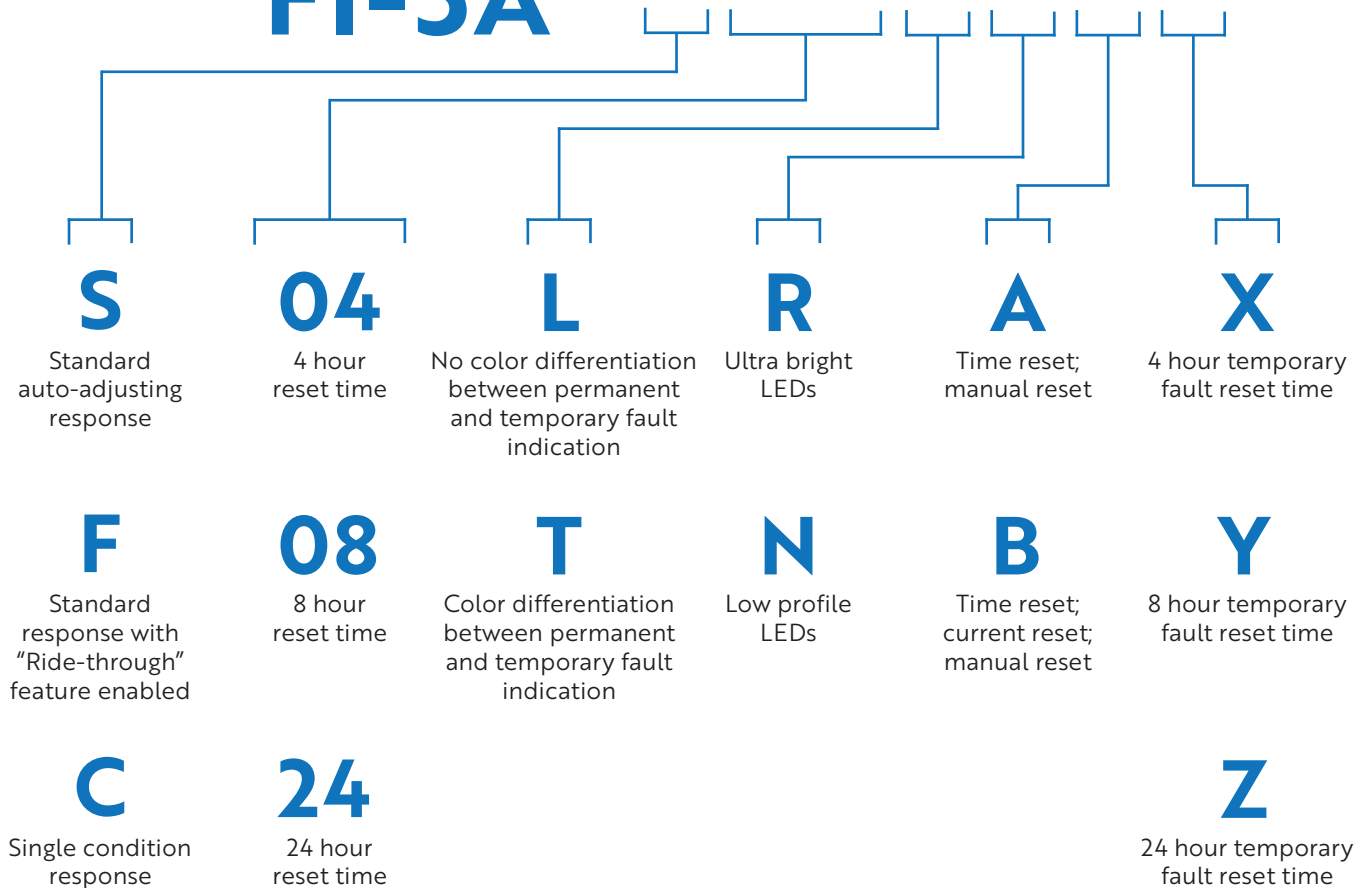 S 04 L R A X
Standard
auto-adjusting
response
4 hour
reset time
No color differentiation
between permanent
and temporary fault
indication
Ultra bright
LEDs
Time reset;
manual reset
4 hour temporary
fault reset time
F 08 T N B Y
Standard
response with
"Ride-through"
feature enabled
8 hour
reset time
Color differentiation
between permanent
and temporary fault
indication
Low profile
LEDs
Time reset;
current reset;
manual reset
8 hour temporary
fault reset time
C 24 Z
Single condition
response
24 hour
reset time
24 hour temporary
fault reset time